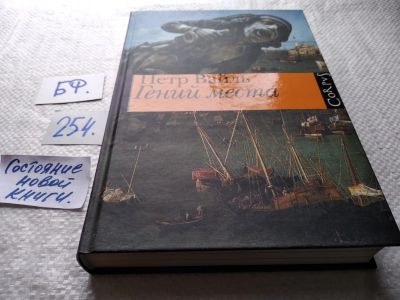 Петр Вайль
Гений места
CORPUS
БФ.
254.
Состояние
новой
книги.